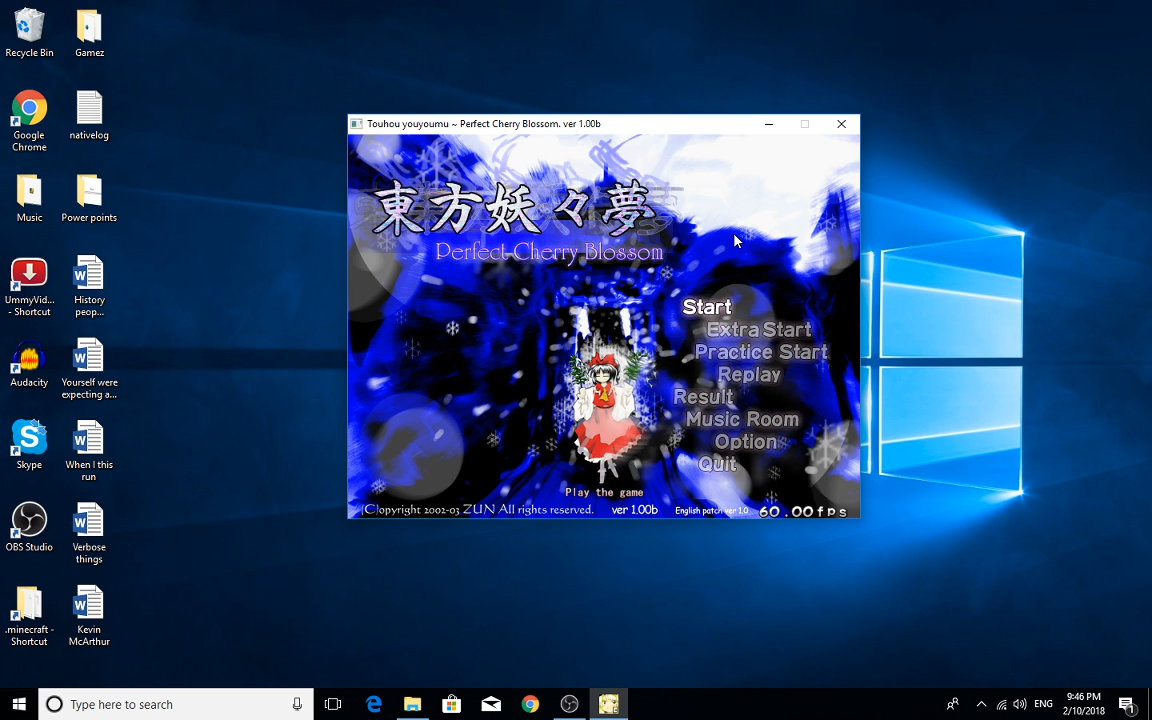 Recycle Bin
Gamez
Google
Chrome
nativelog
Music
Power points
UmmyVid...
- Shortcut
History
peop...
Audacity
Yourself were
expecting a...
Skype
When I this
run
OBS Studio
Verbose
things
.minecraft -
Shortcut
Kevin
McArthur
Touhou youyoumu ~ Perfect Cherry Blossom. ver 1.00b
東方妖々夢
Perfect Cherry Blossom
Start
Extra Start
Practice Start
Replay
Result
Music Room
Option
Quit
Play the game
(C)opyright 2002-03 ZUN All rights reserved.
ver 1.00b
English patch ver 1.0...
60.00fps
Type here to search
ENG
9:46 PM
2/10/2018
1